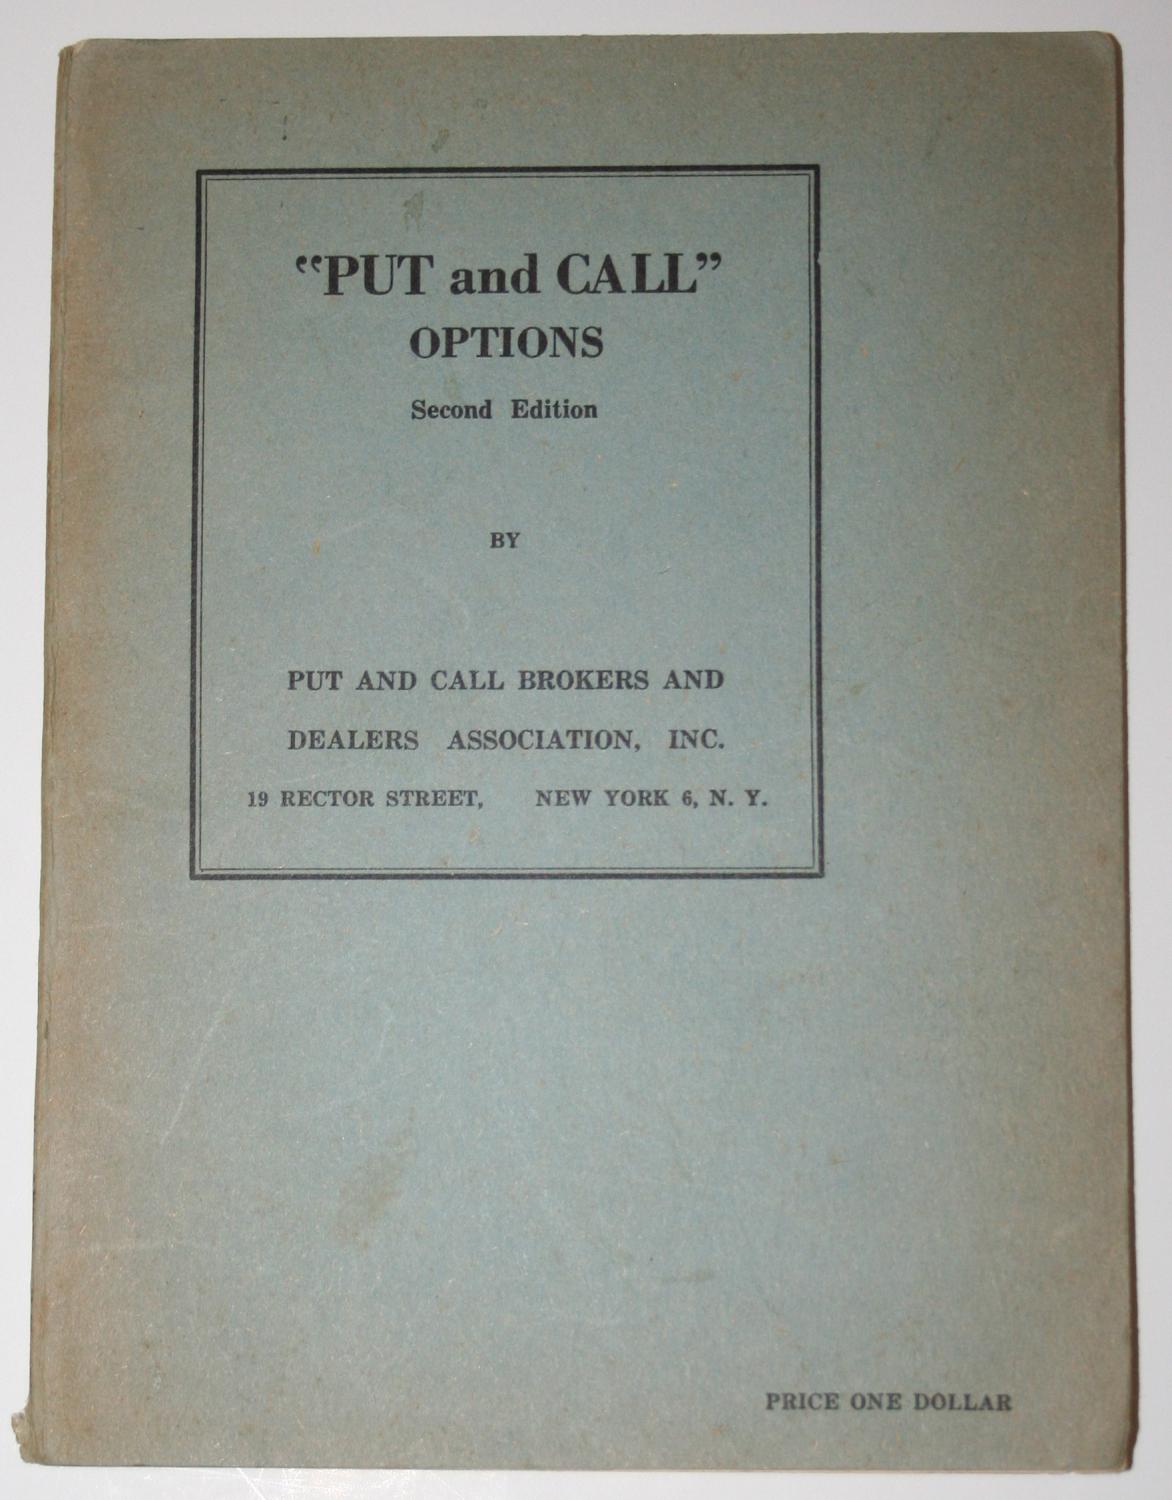 “PUT and CALL”
OPTIONS
Second Edition
BY
PUT AND CALL BROKERS AND
DEALERS ASSOCIATION, INC.
19 RECTOR STREET, NEW YORK 6, N. Y.
PRICE ONE DOLLAR